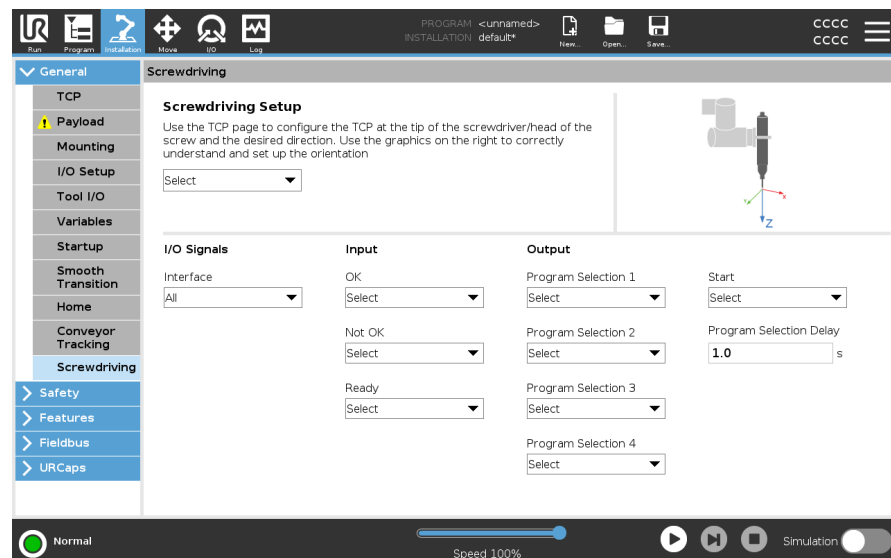 PROGRAM <unnamed>
INSTALLATION default*
CCCC
CCCC
Run
Program
Installation
Move
I/O
Log
New...
Open...
Save...
General
TCP
Payload
Mounting
I/O Setup
Tool I/O
Variables
Startup
Smooth
Transition
Home
Conveyor
Tracking
Screwdriving
Safety
Features
Fieldbus
URCaps
Screwdriving
Screwdriving Setup
Use the TCP page to configure the TCP at the tip of the screwdriver/head of the
screw and the desired direction. Use the graphics on the right to correctly
understand and set up the orientation
Select
Y
X
Z
I/O Signals
Interface
All
Input
OK
Select
Not OK
Select
Ready
Select
Output
Program Selection 1
Select
Program Selection 2
Select
Program Selection 3
Select
Program Selection 4
Select
Start
Select
Program Selection Delay
1.0 s
Normal
Speed 100%
Simulation